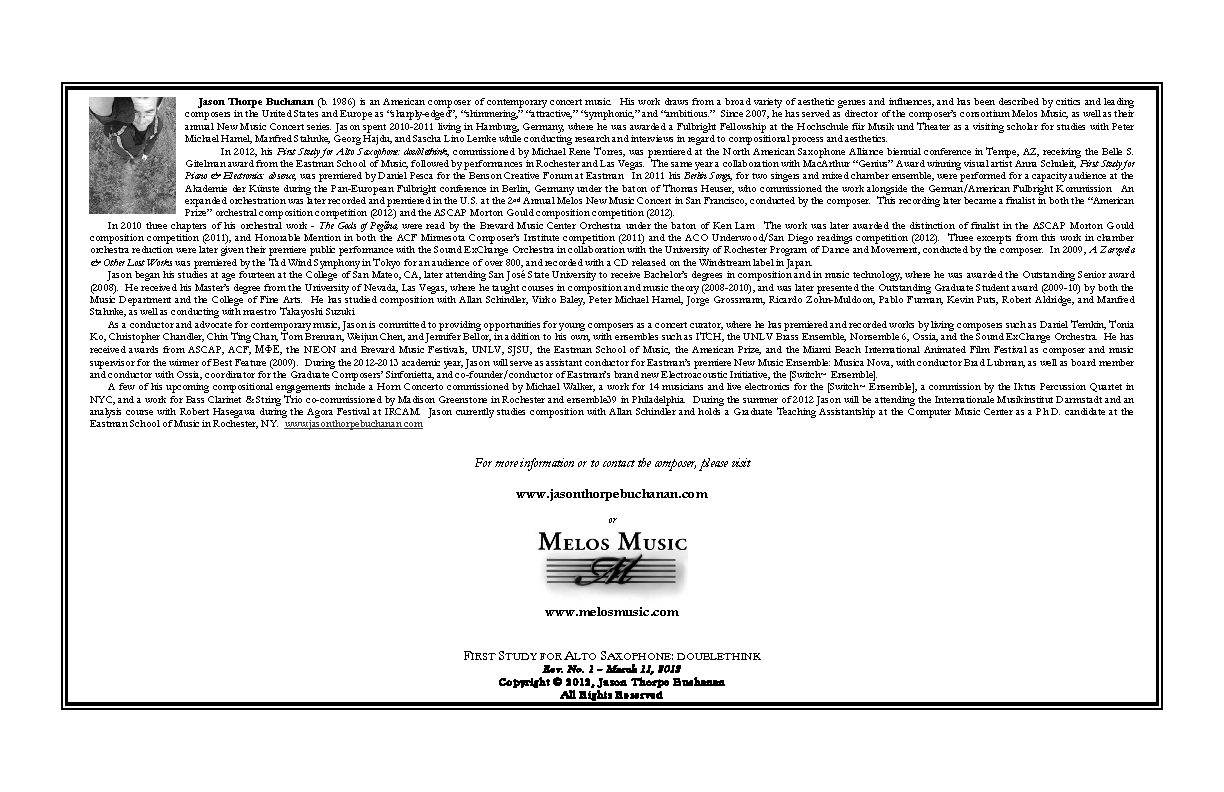 Jason Thorpe Buchanan (b. 1986) is an American composer of contemporary concert music. His work draws from a broad variety of aesthetic genres and influences, and has been described by critics and leading
composers in the United States and Europe as “sharply-edged”, “shimmering,” “attractive,” “symphonic,” and “ambitious.” Since 2007, he has served as director of the composer’s consortium Melos Music, as well as their
annual New Music Concert series. Jason spent 2010-2011 living in Hamburg, Germany, where he was awarded a Fulbright Fellowship at the Hochschule für Musik und Theater as a visiting scholar for studies with Peter
Michael Hamel, Manfred Stahnke, Georg Hajdu, and Sascha Lino Lemke while conducting research and interviews in regard to compositional process and aesthetics.
In 2012, his First Study for Alto Saxophone: doublethink, commissioned by Michael Rene Torres, was premiered at the North American Saxophone Alliance biennial conference in Tempe, AZ, receiving the Belle S.
Gitelman award from the Eastman School of Music, followed by performances in Rochester and Las Vegas. The same year a collaboration with MacArthur “Genius” Award winning visual artist Anna Schuleit, First Study for
Piano & Electronics: absence, was premiered by Daniel Pesca for the Benson Creative Forum at Eastman. In 2011 his Berlin Songs, for two singers and mixed chamber ensemble, were performed for a capacity audience at the
Akademie der Künste during the Pan-European Fulbright conference in Berlin, Germany under the baton of Thomas Heuser, who commissioned the work alongside the German/American Fulbright Kommission. An
expanded orchestration was later recorded and premiered in the U.S. at the 2nd Annual Melos New Music Concert in San Francisco, conducted by the composer. This recording later became a finalist in both the “American
Prize” orchestral composition competition (2012) and the ASCAP Morton Gould composition competition (2012).
In 2010 three chapters of his orchestral work - The Gods of Pegāna, were read by the Brevard Music Center Orchestra under the baton of Ken Lam. The work was later awarded the distinction of finalist in the ASCAP Morton Gould
composition competition (2011), and Honorable Mention in both the ACF Minnesota Composer’s Institute competition (2011) and the ACO Underwood/San Diego readings competition (2012). Three excerpts from this work in chamber
orchestra reduction were later given their premiere public performance with the Sound ExChange Orchestra in collaboration with the University of Rochester Program of Dance and Movement, conducted by the composer. In 2009, A Zarzuela
& Other Lost Works was premiered by the Tad Wind Symphony in Tokyo for an audience of over 800, and recorded with a CD released on the Windstream label in Japan.
Jason began his studies at age fourteen at the College of San Mateo, CA, later attending San José State University to receive Bachelor’s degrees in composition and in music technology, where he was awarded the Outstanding Senior award
(2008). He received his Master’s degree from the University of Nevada, Las Vegas, where he taught courses in composition and music theory (2008-2010), and was later presented the Outstanding Graduate Student award (2009-10) by both the
Music Department and the College of Fine Arts. He has studied composition with Allan Schindler, Virko Baley, Peter Michael Hamel, Jorge Grossmann, Ricardo Zohn-Muldoon, Pablo Furman, Kevin Puts, Robert Aldridge, and Manfred
Stahnke, as well as conducting with maestro Takayoshi Suzuki.
As a conductor and advocate for contemporary music, Jason is committed to providing opportunities for young composers as a concert curator, where he has premiered and recorded works by living composers such as Daniel Temkin, Tonia
Ko, Christopher Chandler, Chin Ting Chan, Tom Brennan, Weijun Chen, and Jennifer Bellor, in addition to his own, with ensembles such as ITCH, the UNLV Brass Ensemble, Nonsemble 6, Ossia, and the Sound ExChange Orchestra. He has
received awards from ASCAP, ACF, ΜΦΕ, the NEON and Brevard Music Festivals, UNLV, SJSU, the Eastman School of Music, the American Prize, and the Miami Beach International Animated Film Festival as composer and music
supervisor for the winner of Best Feature (2009). During the 2012-2013 academic year, Jason will serve as assistant conductor for Eastman’s premiere New Music Ensemble: Musica Nova, with conductor Brad Lubman, as well as board member
and conductor with Ossia, coordinator for the Graduate Composers’ Sinfonietta, and co-founder/conductor of Eastman’s brand new Electroacoustic Initiative, the [Switch~ Ensemble].
A few of his upcoming compositional engagements include a Horn Concerto commissioned by Michael Walker, a work for 14 musicians and live electronics for the [Switch~ Ensemble], a commission by the Iktus Percussion Quartet in
NYC, and a work for Bass Clarinet & String Trio co-commissioned by Madison Greenstone in Rochester and ensemble39 in Philadelphia. During the summer of 2012 Jason will be attending the Internationale Musikinstitut Darmstadt and an
analysis course with Robert Hasegawa during the Agora Festival at IRCAM. Jason currently studies composition with Allan Schindler and holds a Graduate Teaching Assistantship at the Computer Music Center as a Ph.D. candidate at the
Eastman School of Music in Rochester, NY. www.jasonthorpebuchanan.com
For more information or to contact the composer, please visit
www.jasonthorpebuchanan.com
or
MELOS MUSIC
M
www.melosmusic.com
FIRST STUDY FOR ALTO SAXOPHONE: DOUBLETHINK
Rev. No. 1 – March 11, 2012
Copyright © 2012, Jason Thorpe Buchanan
All Rights Reserved